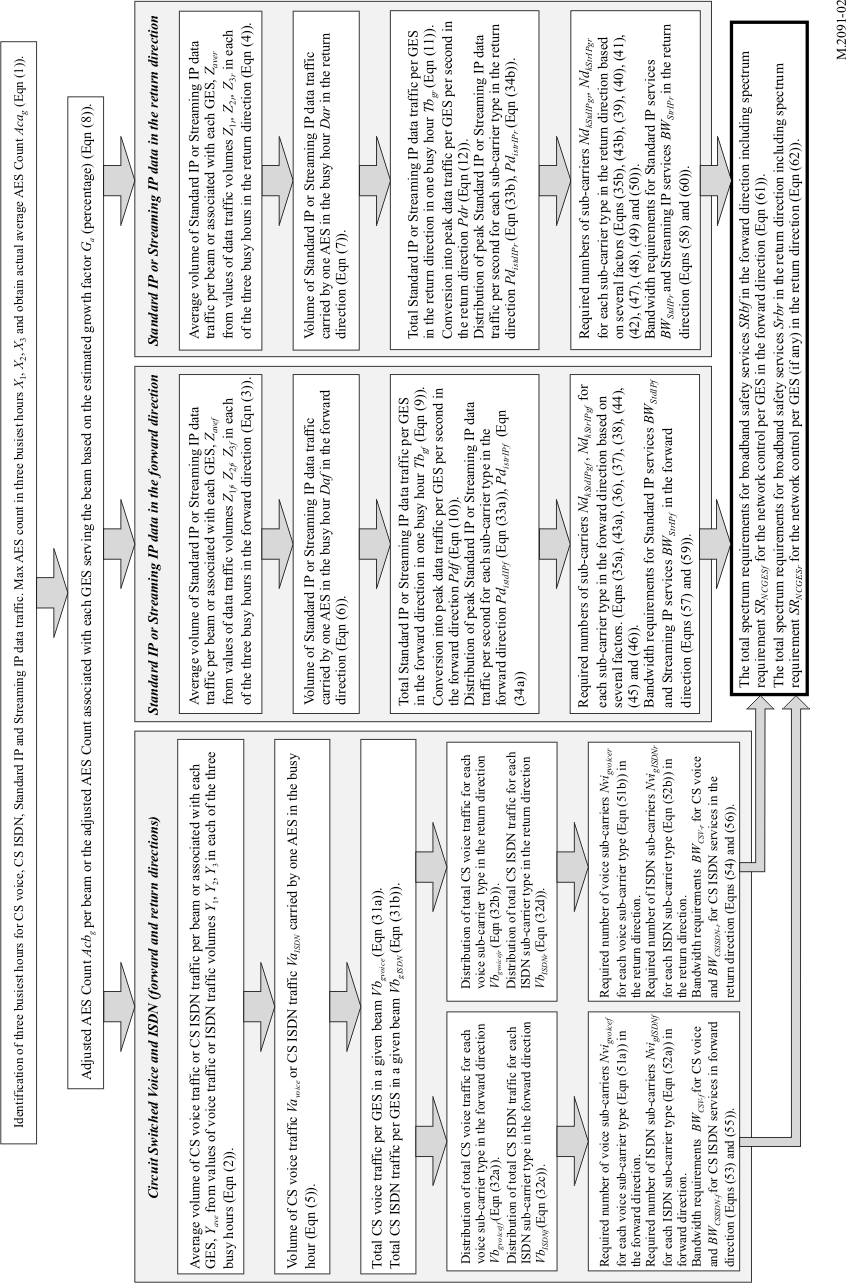 Identification of three busiest hours for CS voice, CS ISDN, Standard IP and Streaming IP data traffic. Max AES count in three busiest hours X1, X2, X3 and obtain actual average AES Count Acag (Eqn (1)).
Adjusted AES Count Acbg per beam or the adjusted AES Count associated with each GES serving the beam based on the estimated growth factor Ga (percentage) (Eqn (8)).
Circuit Switched Voice and ISDN (forward and return directions)
Average volume of CS voice traffic or CS ISDN traffic per beam or associated with each
GES, Yave from values of voice traffic or ISDN traffic volumes Y1, Y2, Y3 in each of the three
busy hours (Eqn (2)).
Volume of CS voice traffic Vavoice or CS ISDN traffic VaISDN carried by one AES in the busy
hour (Eqn (5)).
Total CS voice traffic per GES in a given beam Vbgvoice (Eqn (31a)).
Total CS ISDN traffic per GES in a given beam VbgISDN (Eqn (31b)).
Distribution of total CS voice traffic for each
voice sub-carrier type in the forward direction
Vbgvoicef (Eqn (32a)).
Distribution of total CS ISDN traffic for each
ISDN sub-carrier type in the forward direction
VbISDNf (Eqn (32c)).
Distribution of total CS voice traffic for each
voice sub-carrier type in the return direction
Vbgvoicejr (Eqn (32b)).
Distribution of total CS ISDN traffic for each
ISDN sub-carrier type in the return direction
VbISDNr (Eqn (32d)).
Required number of voice sub-carriers Nvigvoicef
for each voice sub-carrier type (Eqn (51a)) in
the forward direction.
Required number of ISDN sub-carriers NvigISDNf
for each ISDN sub-carrier type (Eqn (52a)) in
forward direction.
Bandwidth requirements BWCSV-f for CS voice
and BWCSISDN-f for CS ISDN services in forward
direction (Eqns (53) and (55)).
Required number of voice sub-carriers Nvigvoicer
for each voice sub-carrier type (Eqn (51b)) in
the return direction.
Required number of ISDN sub-carriers NvigISDNr
for each ISDN sub-carrier type (Eqn (52b)) in
the return direction.
Bandwidth requirements BWCSV-r for CS voice
and BWCSISDN-r for CS ISDN services in the
return direction (Eqns (54) and (56)).
Standard IP or Streaming IP data in the forward direction
Average volume of Standard IP or Streaming IP data
traffic per beam or associated with each GES, Zavef
from values of data traffic volumes Z1f, Z2f, Z3f in each
of the three busy hours in the forward direction (Eqn (3)).
Volume of Standard IP or Streaming IP data traffic
carried by one AES in the busy hour Daf in the forward
direction (Eqn (6)).
Total Standard IP or Streaming IP data traffic per GES
in the forward direction in one busy hour Tbgf (Eqn (9)).
Conversion into peak data traffic per GES per second in
the forward direction Pdf (Eqn (10)).
Distribution of peak Standard IP or Streaming IP data
traffic per second for each sub-carrier type in the
forward direction PdistdIPf (Eqn (33a)), PdistrIPf (Eqn
(34a))
Required numbers of sub-carriers NdkStdIPgf, NdkStrIPgf for
each sub-carrier type in the forward direction based on
several factors. (Eqns (35a), (43a), (36), (37), (38), (44),
(45) and (46)).
Bandwidth requirements for Standard IP services BWStdIPf
and Streaming IP services BWStrIPf in the forward
direction (Eqns (57) and (59)).
Standard IP or Streaming IP data in the return direction
Average volume of Standard IP or Streaming IP data
traffic per beam or associated with each GES, Zaver
from values of data traffic volumes Z1r, Z2r, Z3r in each
of the three busy hours in the return direction (Eqn (4)).
Volume of Standard IP or Streaming IP data traffic
carried by one AES in the busy hour Dar in the return
direction (Eqn (7)).
Total Standard IP or Streaming IP data traffic per GES
in the return direction in one busy hour Tbgr (Eqn (11)).
Conversion into peak data traffic per GES per second in
the return direction Pdr (Eqn (12)).
Distribution of peak Standard IP or Streaming IP data
traffic per second for each sub-carrier type in the return
direction PdistdIPr (Eqn (33b), PdistrIPr (Eqn (34b)).
Required numbers of sub-carriers NdkStdIPgr, NdkStrIPgr
for each sub-carrier type in the return direction based
on several factors (Eqns (35b), (43b), (39), (40), (41),
(42), (47), (48), (49) and (50)).
Bandwidth requirements for Standard IP services
BWStdIPr and Streaming IP services BWStrIPr in the return
direction (Eqns (58) and (60)).
The total spectrum requirements for broadband safety services SRbf in the forward direction including spectrum
requirement SRNCGESf for the network control per GES in the forward direction (Eqn (61)).
The total spectrum requirements for broadband safety services Srbr in the return direction including spectrum
requirement SRNCGESr for the network control per GES (if any) in the return direction (Eqn (62)).
M.2091-02